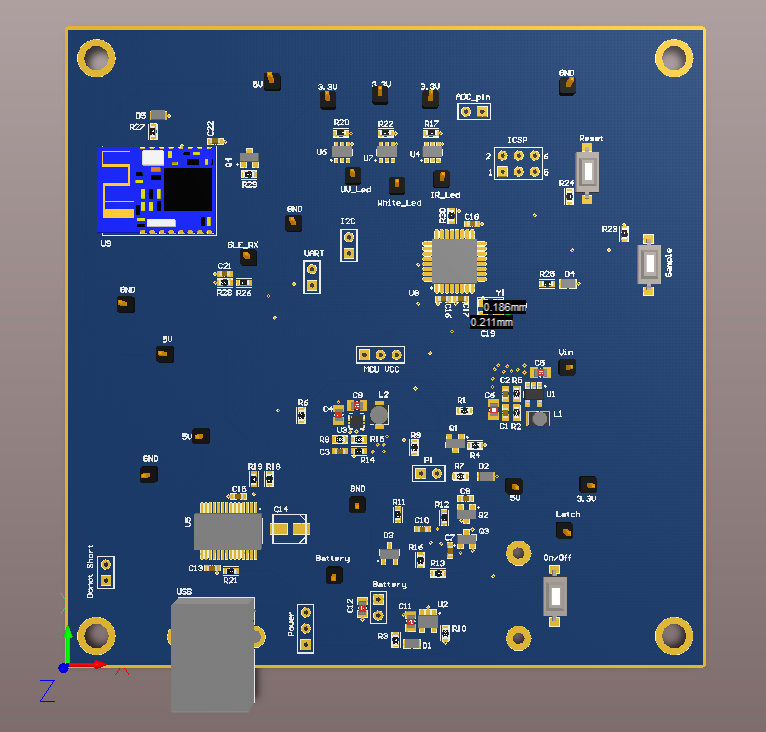 5V
3.3V
3.3V
3.3V
GND
ADC_pin
D5
R27
C22
R20
R22
R17
ICSP
Reset
U6
U7
U4
2
6
1
5
Q4
R29
UV_Led
White_Led
IR_Led
R24
U9
GND
I2C
R30
C18
R23
BLE_RX
UART
Sample
C21
R28
R26
U8
R25
D4
GND
C16
C17
Y1
0.186mm
0.211mm
C19
5V
MCU VCC
Vin
C5
L2
C9
C4
R6
C6
C2
R5
U1
R1
L1
C1
R2
U3
5V
R8
R15
C3
R14
R9
Q1
R4
GND
R19
R18
P1
R7
D2
C15
GND
C8
5V
3.3V
U5
C14
R11
R12
Q2
Latch
C10
Q3
C7
Donot Short
C13
R21
Battery
D3
R16
R13
On/Off
USB
Battery
C12
C11
U2
Power
R3
R10
D1
X
Z